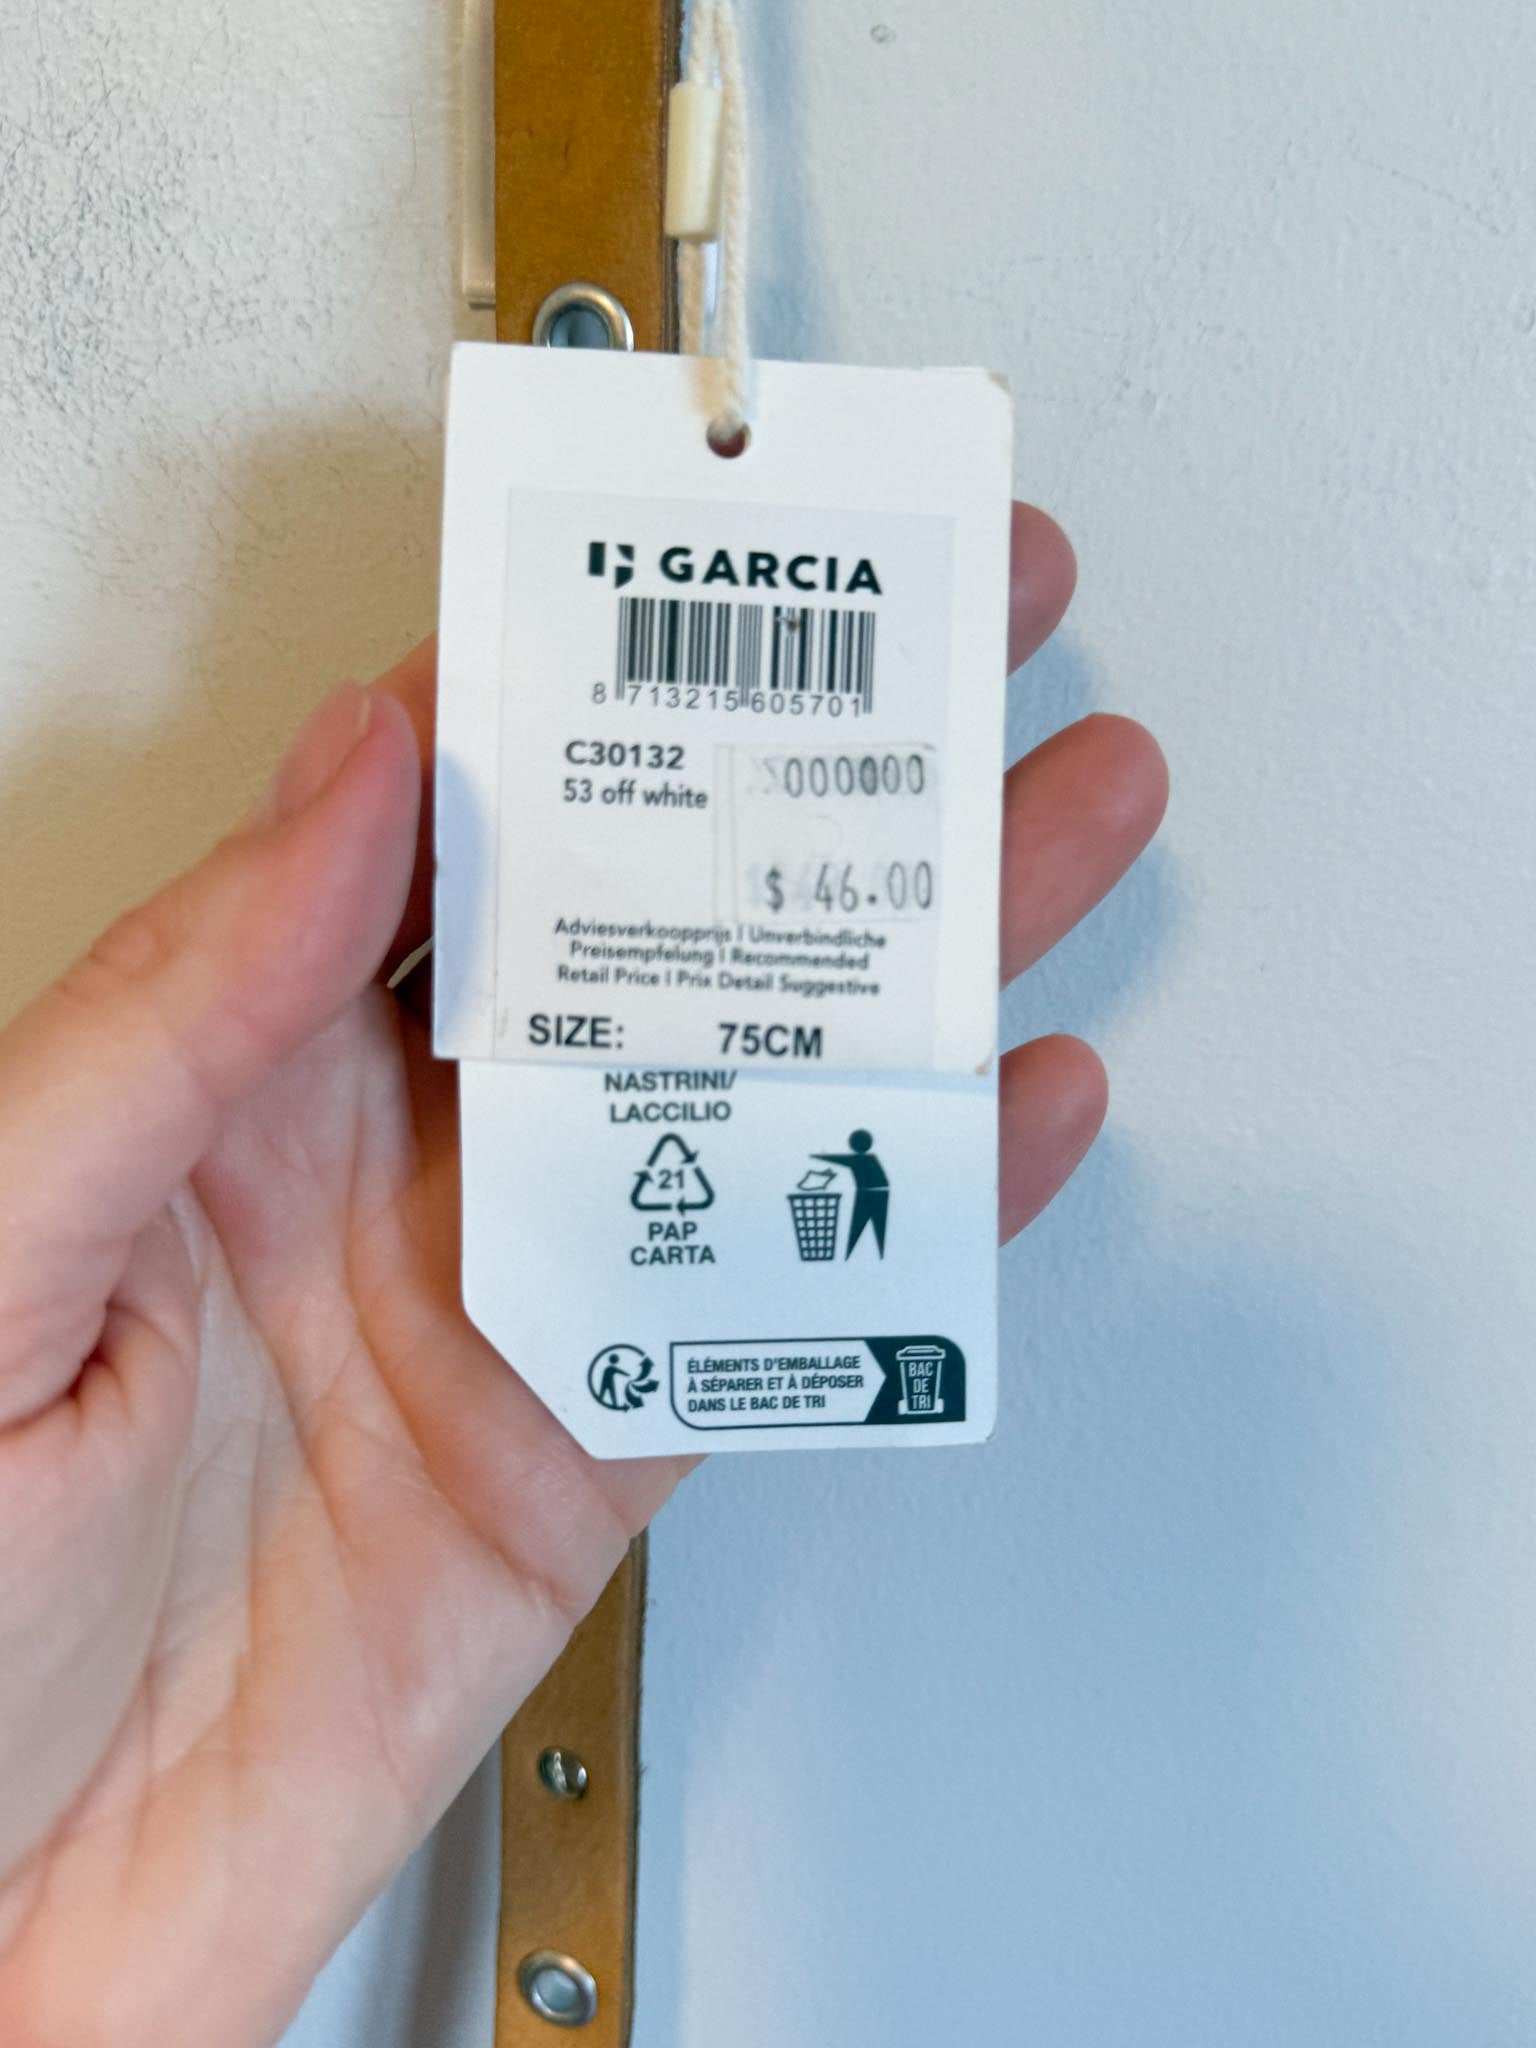 GARCIA
8 713215 605701
C30132
53 off white
000000
$ 46.00
Adviesverkoopprijs | Unverbindliche
Preisempfelung | Recommended
Retail Price | Prix Detail Suggestive
SIZE: 75CM
NASTRINI/
LACCILIO
21
PAP
CARTA
ÉLÉMENTS D'EMBALLAGE
À SÉPARER ET À DÉPOSER
DANS LE BAC DE TRI
BAC
DE
TRI